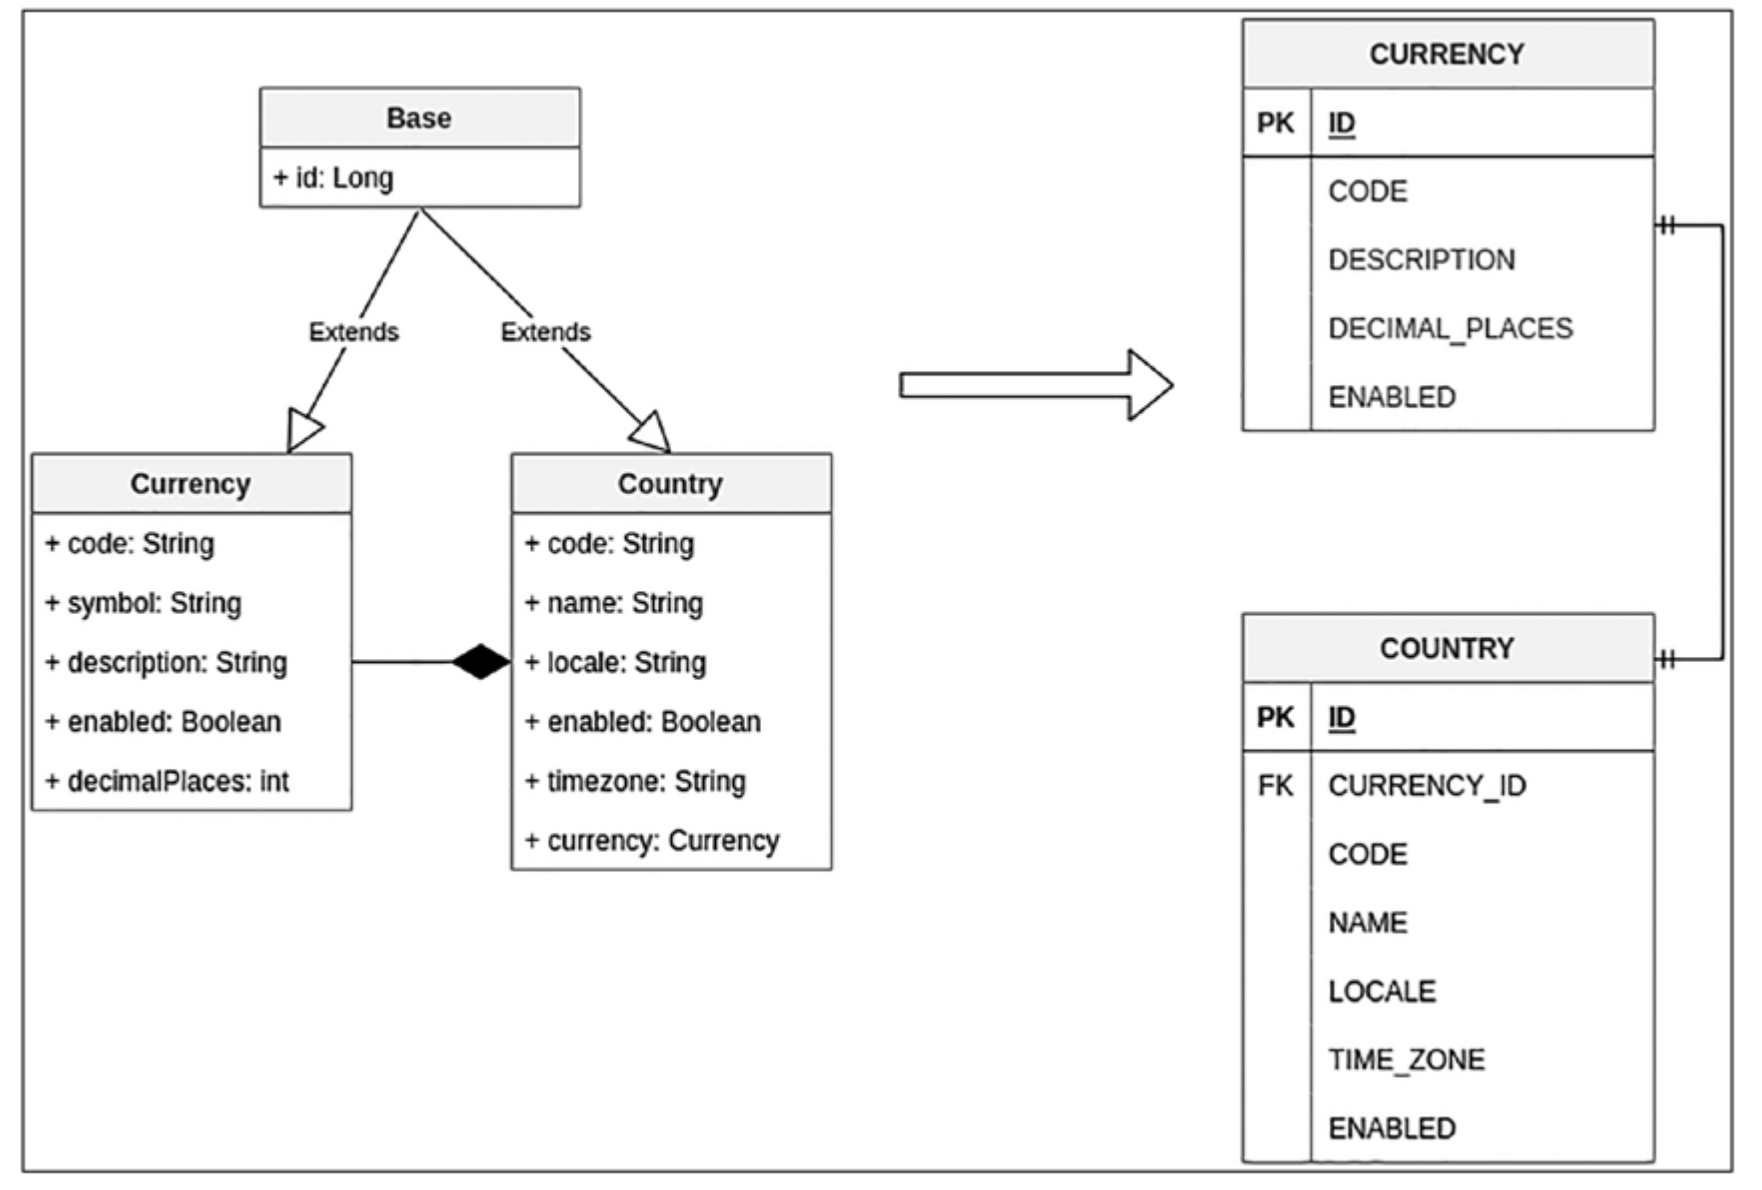 Base
+ id: Long
Extends
Extends
Currency
+ code: String
+ symbol: String
+ description: String
+ enabled: Boolean
+ decimalPlaces: int
Country
+ code: String
+ name: String
+ locale: String
+ enabled: Boolean
+ timezone: String
+ currency: Currency
CURRENCY
PK ID
CODE
DESCRIPTION
DECIMAL_PLACES
ENABLED
COUNTRY
PK ID
FK CURRENCY_ID
CODE
NAME
LOCALE
TIME_ZONE
ENABLED